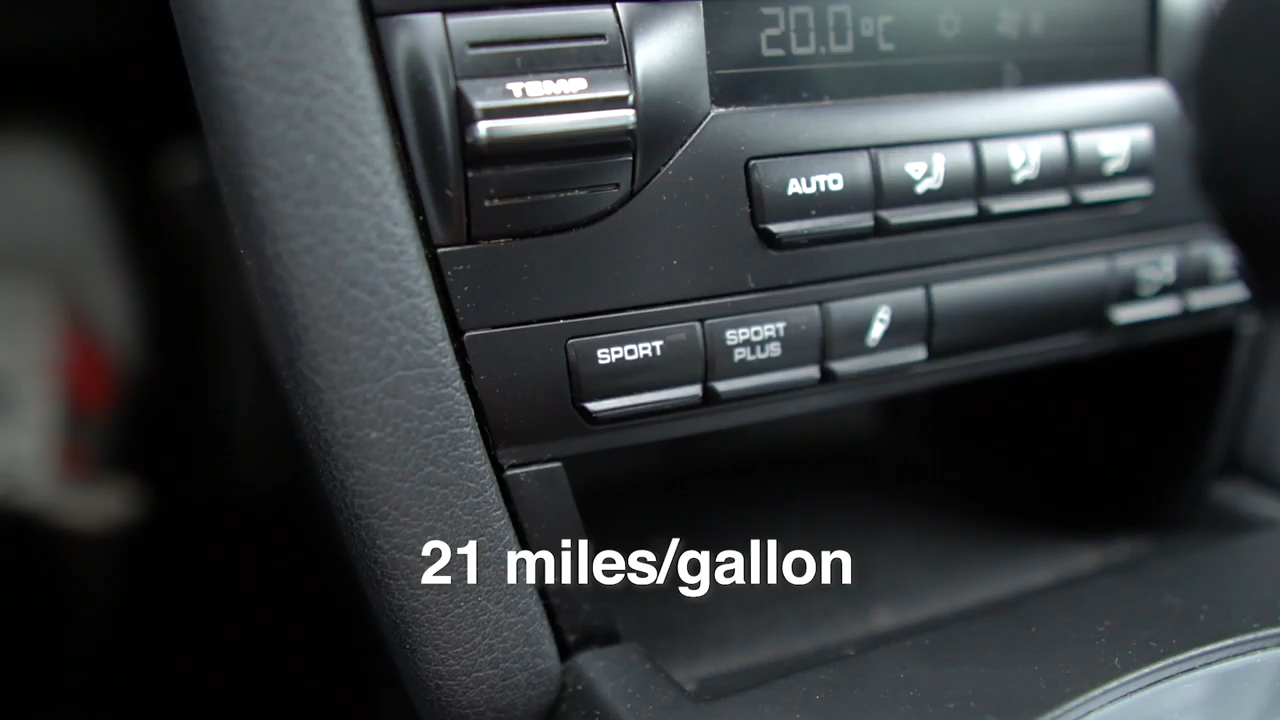 20.0°C
TEMP
AUTO
SPORT
SPORT
PLUS
21 miles/gallon